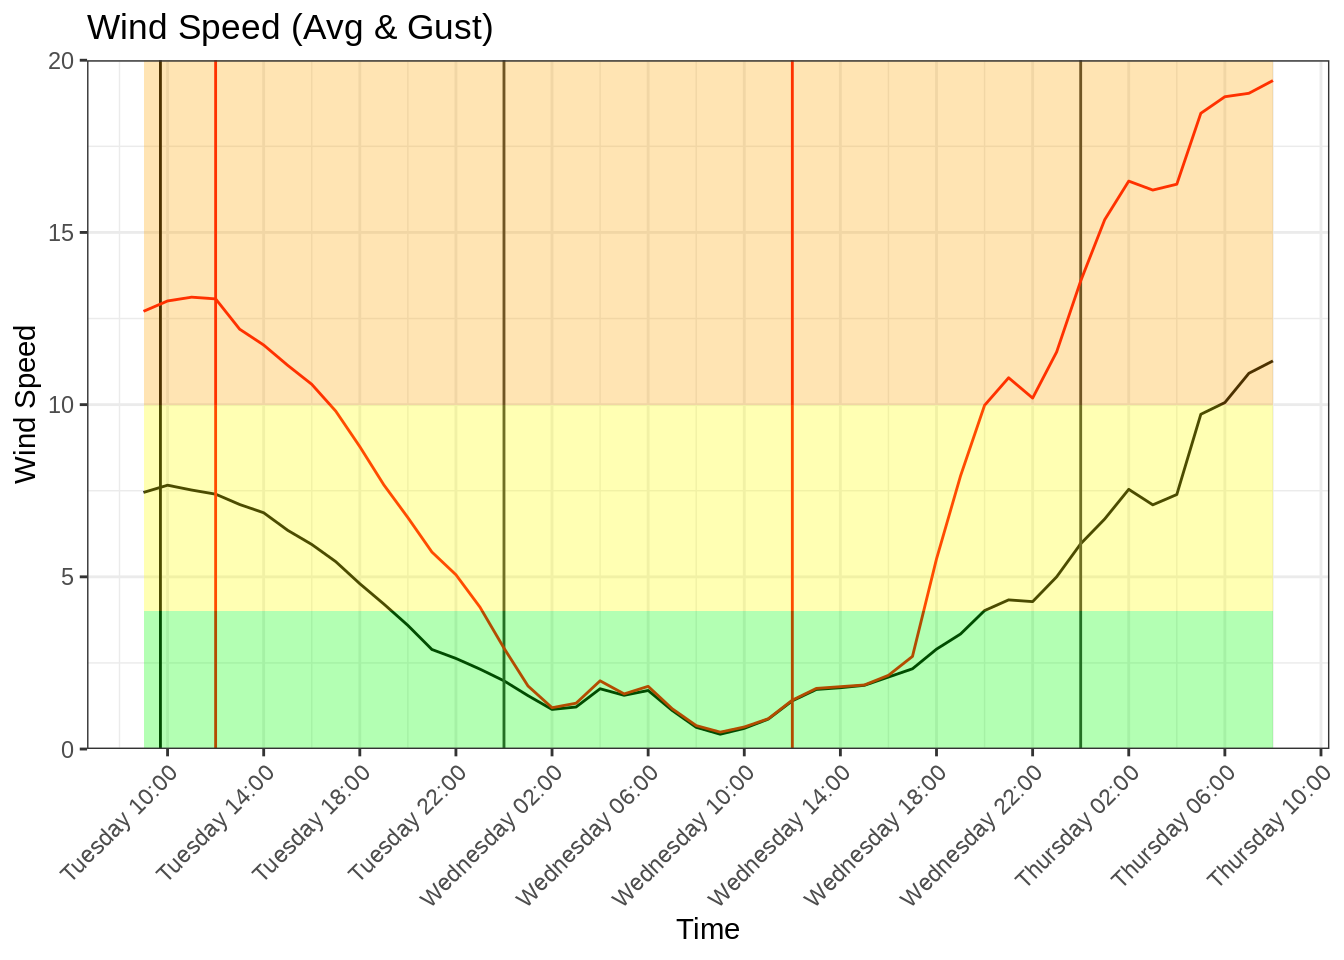 Wind Speed (Avg & Gust)
Wind Speed
20
15
10
5
0
Tuesday 10:00
Tuesday 14:00
Tuesday 18:00
Tuesday 22:00
Wednesday 02:00
Wednesday 06:00
Wednesday 10:00
Wednesday 14:00
Wednesday 18:00
Wednesday 22:00
Thursday 02:00
Thursday 06:00
Thursday 10:00
Time